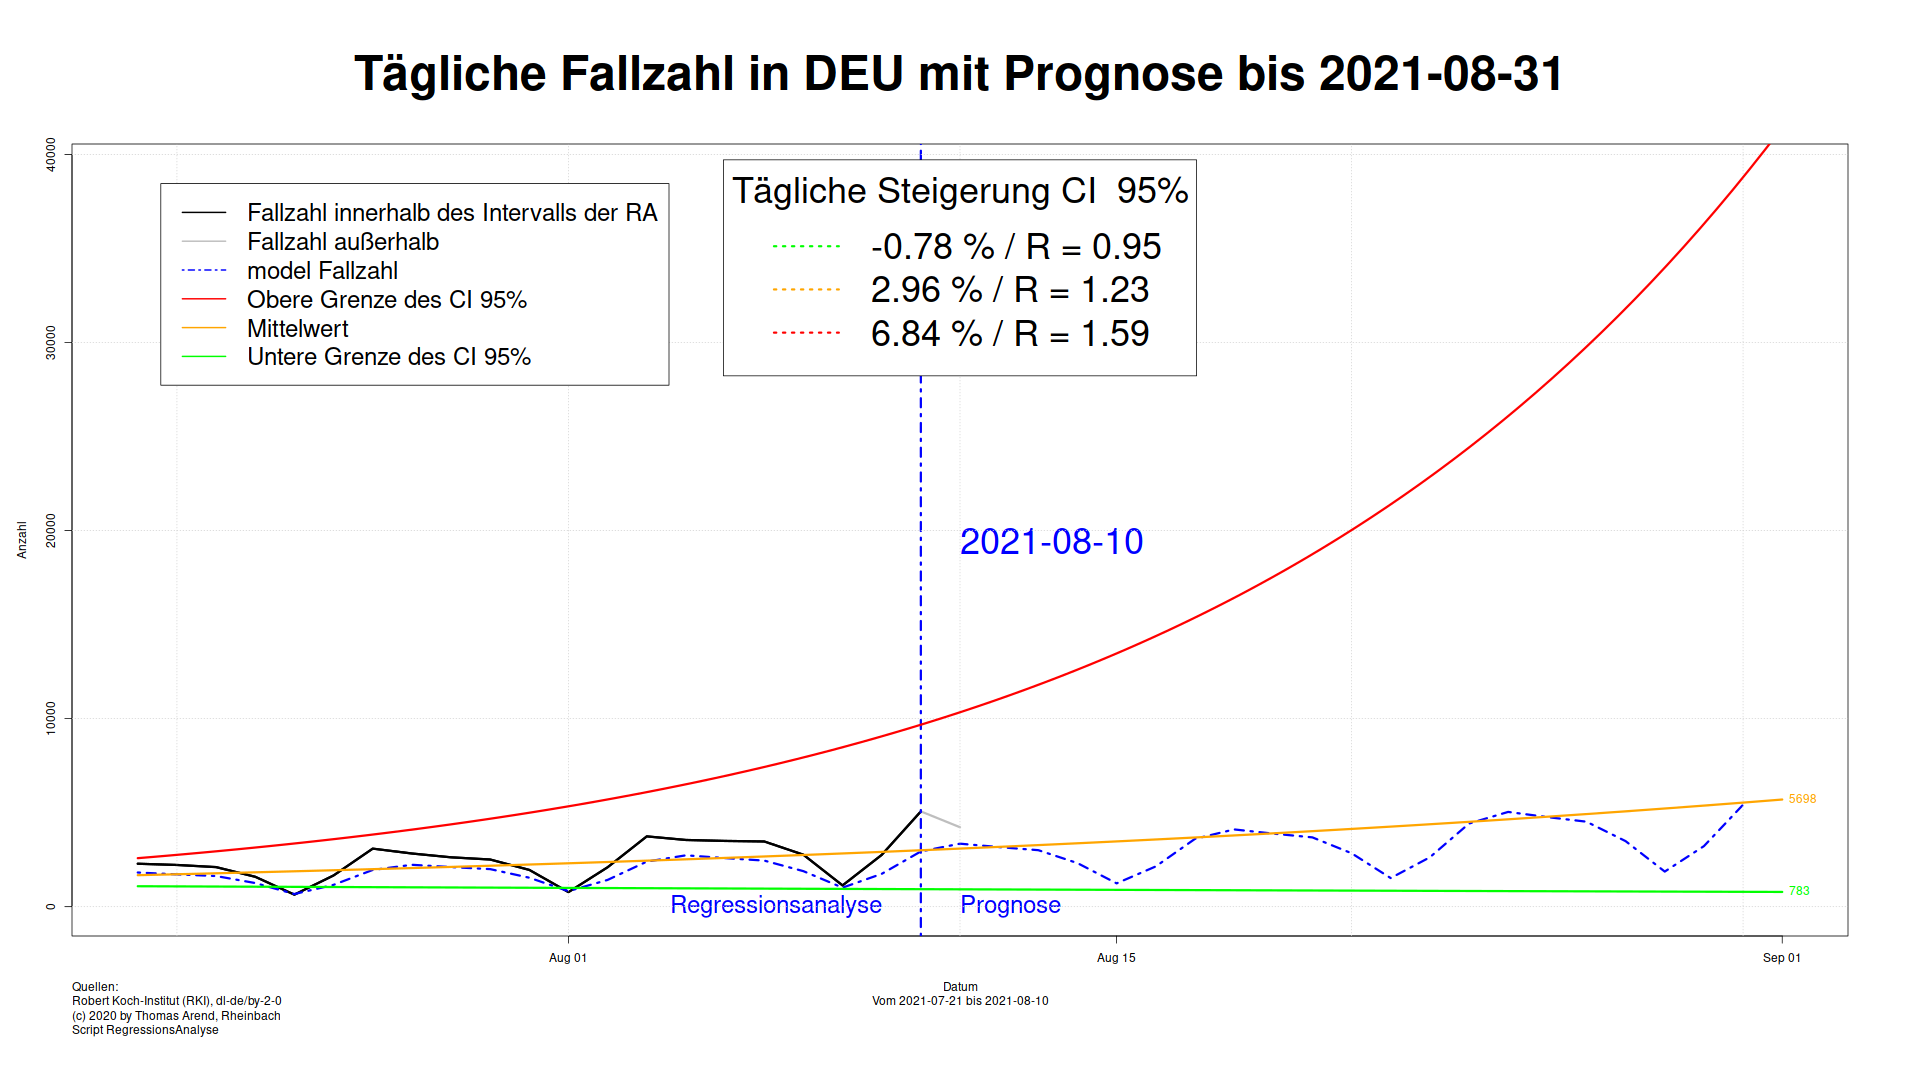 Tägliche Fallzahl in DEU mit Prognose bis 2021-08-31
Anzahl
40000
30000
20000
10000
0
Fallzahl innerhalb des Intervalls der RA
Fallzahl außerhalb
model Fallzahl
Obere Grenze des CI 95%
Mittelwert
Untere Grenze des CI 95%
Tägliche Steigerung CI  95%
-0.78 % / R = 0.95
2.96 % / R = 1.23
6.84 % / R = 1.59
2021-08-10
5698
783
Regressionsanalyse
Prognose
Aug 01
Aug 15
Sep 01
Datum
Vom 2021-07-21 bis 2021-08-10
Quellen:
Robert Koch-Institut (RKI), dl-de/by-2-0
(c) 2020 by Thomas Arend, Rheinbach
Script RegressionsAnalyse